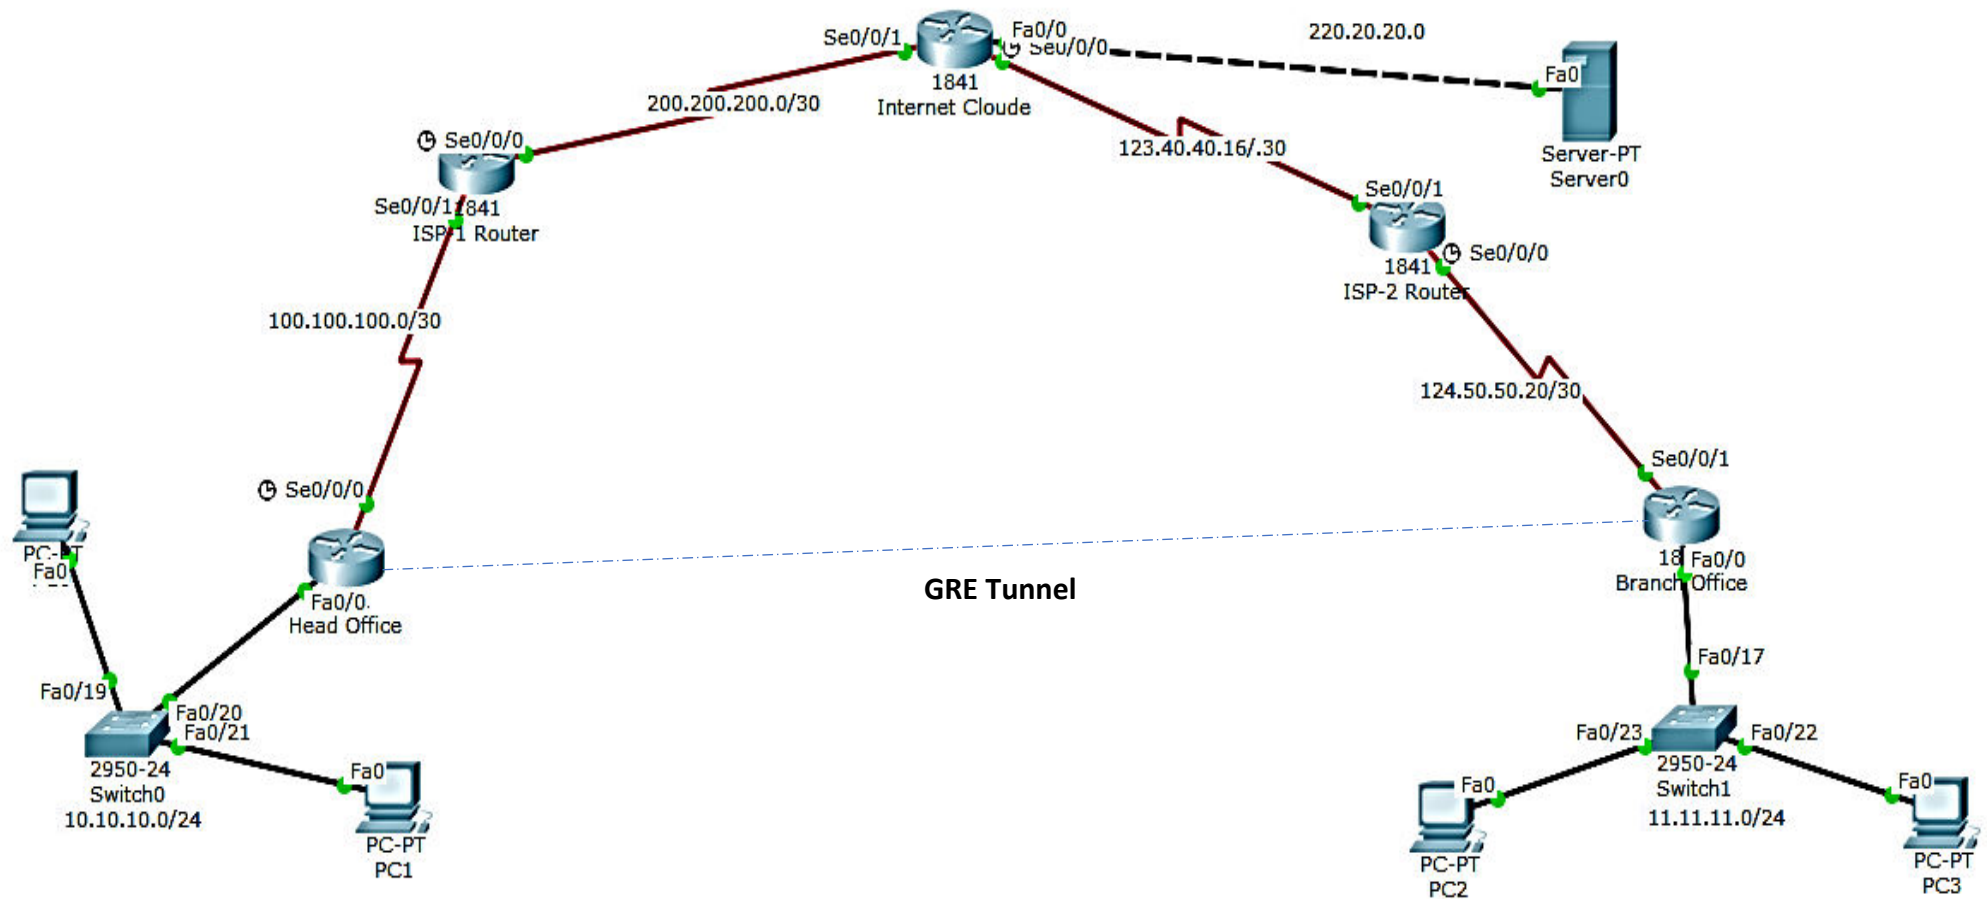 Se0/0/1
Fa0/0
Se0/0/0
220.20.20.0
Fa0
1841
Internet Cloude
200.200.200.0/30
123.40.40.16/.30
Server-PT
Server0
Se0/0/0
Se0/0/1
1841
ISP-1 Router
Se0/0/1
Se0/0/0
1841
ISP-2 Router
100.100.100.0/30
124.50.50.20/30
Se0/0/0
Se0/0/1
PC-PT
Fa0
Fa0/0.
Head Office
GRE Tunnel
18
Fa0/0
Branch Office
Fa0/19
Fa0/20
Fa0/21
Fa0/17
2950-24
Switch0
10.10.10.0/24
Fa0
PC-PT
PC1
Fa0/23
Fa0/22
2950-24
Switch1
11.11.11.0/24
Fa0
PC-PT
PC2
Fa0
PC-PT
PC3